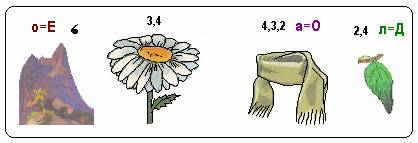 о=Е ‘ 3,4 4,3,2 а=О 2,4 л=Д